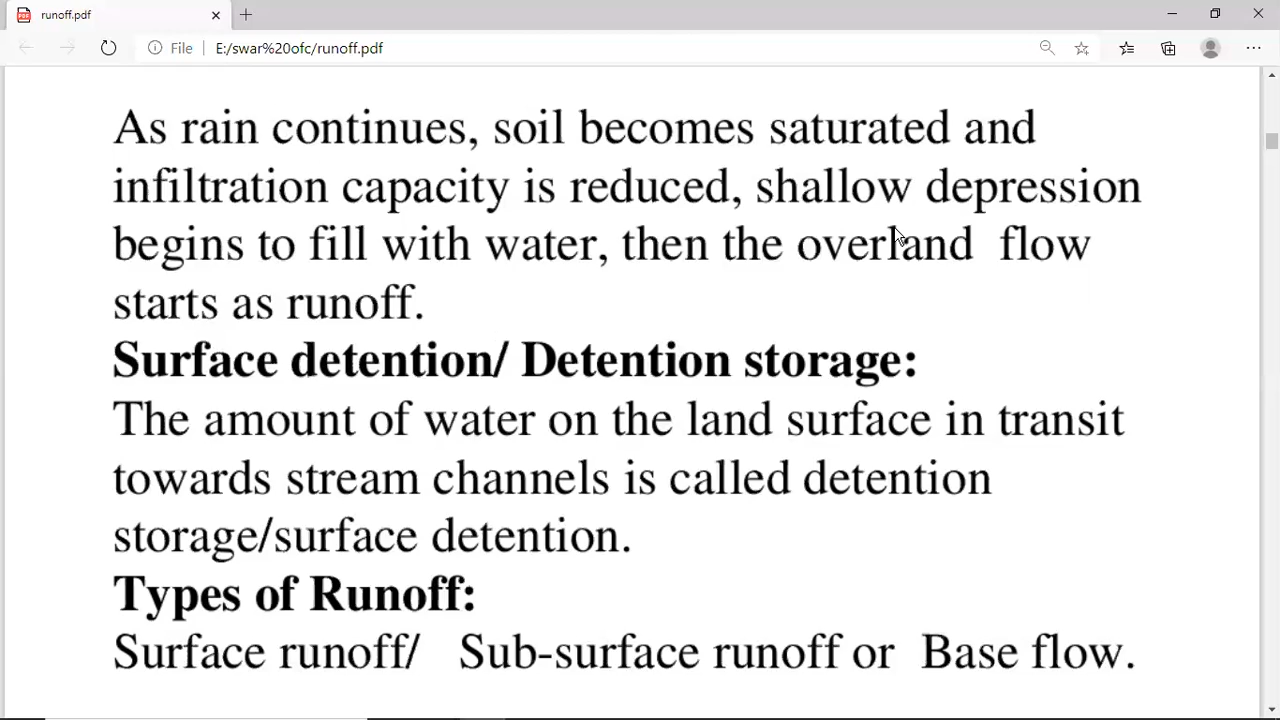 runoff.pdf
File
E:/swar%20ofc/runoff.pdf
As rain continues, soil becomes saturated and
infiltration capacity is reduced, shallow depression
begins to fill with water, then the overland flow
starts as runoff.
Surface detention/ Detention storage:
The amount of water on the land surface in transit
towards stream channels is called detention
storage/surface detention.
Types of Runoff:
Surface runoff/ Sub-surface runoff or Base flow.